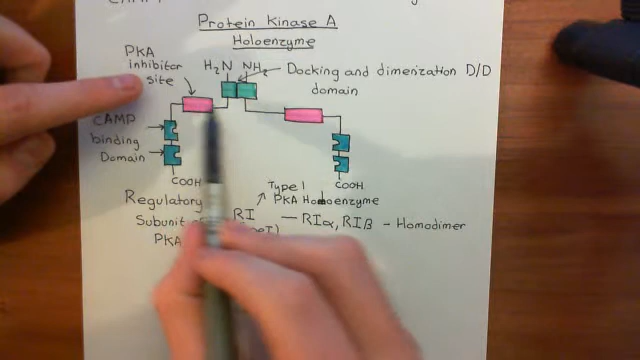 Protein Kinase A
Holoenzyme
PKA
inhibitor
site
H₂N NH₂
Docking and dimerization D/D
domain
CAMP
binding
Domain
COOH
COOH
Type 1
PKA Holoenzyme
Regulatory
Subunit
PKA
RI — RIα, RIβ - Homodimer